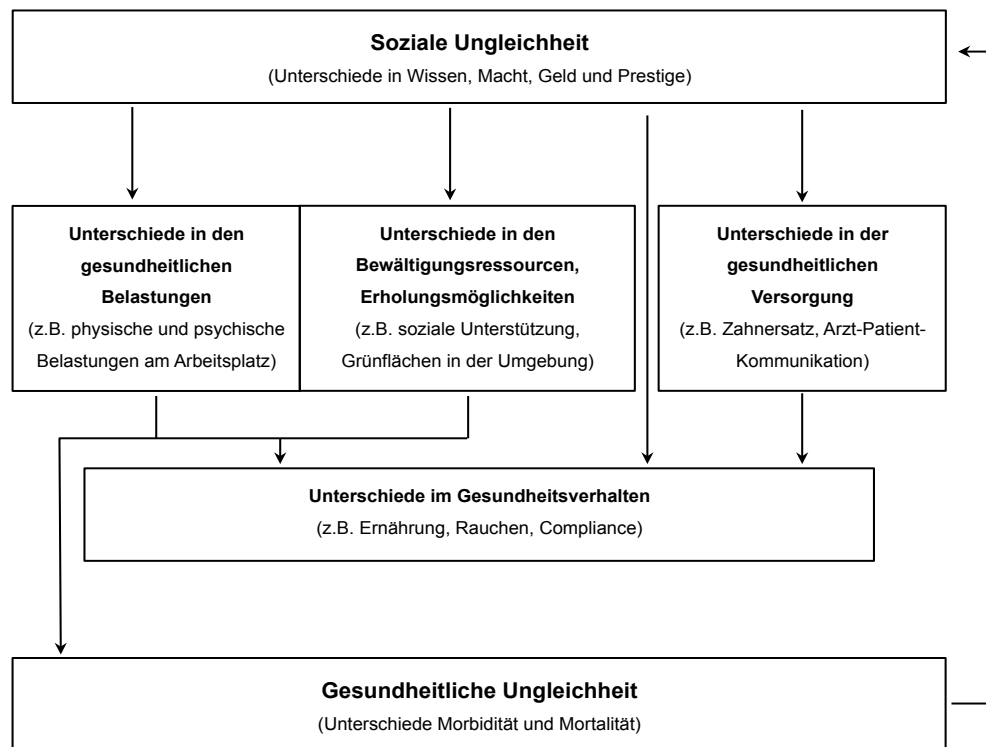 Soziale Ungleichheit
(Unterschiede in Wissen, Macht, Geld und Prestige)
Unterschiede in den
gesundheitlichen
Belastungen
(z.B. physische und psychische
Belastungen am Arbeitsplatz)
Unterschiede in den
Bewältigungsressourcen,
Erholungsmöglichkeiten
(z.B. soziale Unterstützung,
Grünflächen in der Umgebung)
Unterschiede in der
gesundheitlichen
Versorgung
(z.B. Zahnersatz, Arzt-Patient-
Kommunikation)
Unterschiede im Gesundheitsverhalten
(z.B. Ernährung, Rauchen, Compliance)
Gesundheitliche Ungleichheit
(Unterschiede Morbidität und Mortalität)